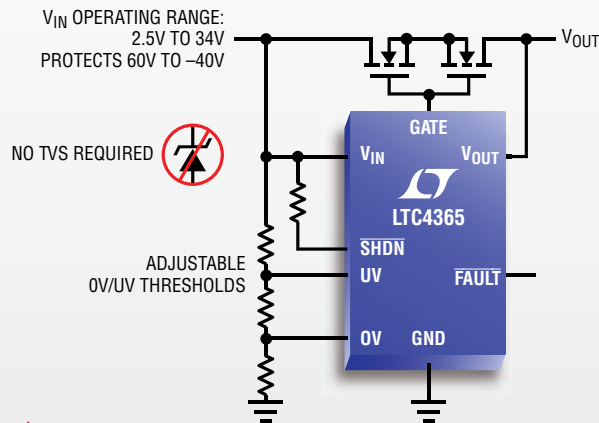 VIN OPERATING RANGE:
2.5V TO 34V
PROTECTS 60V TO –40V
VOUT
NO TVS REQUIRED
GATE
VIN
VOUT
LTC4365
SHDN
ADJUSTABLE
0V/UV THRESHOLDS
UV
FAULT
OV
GND